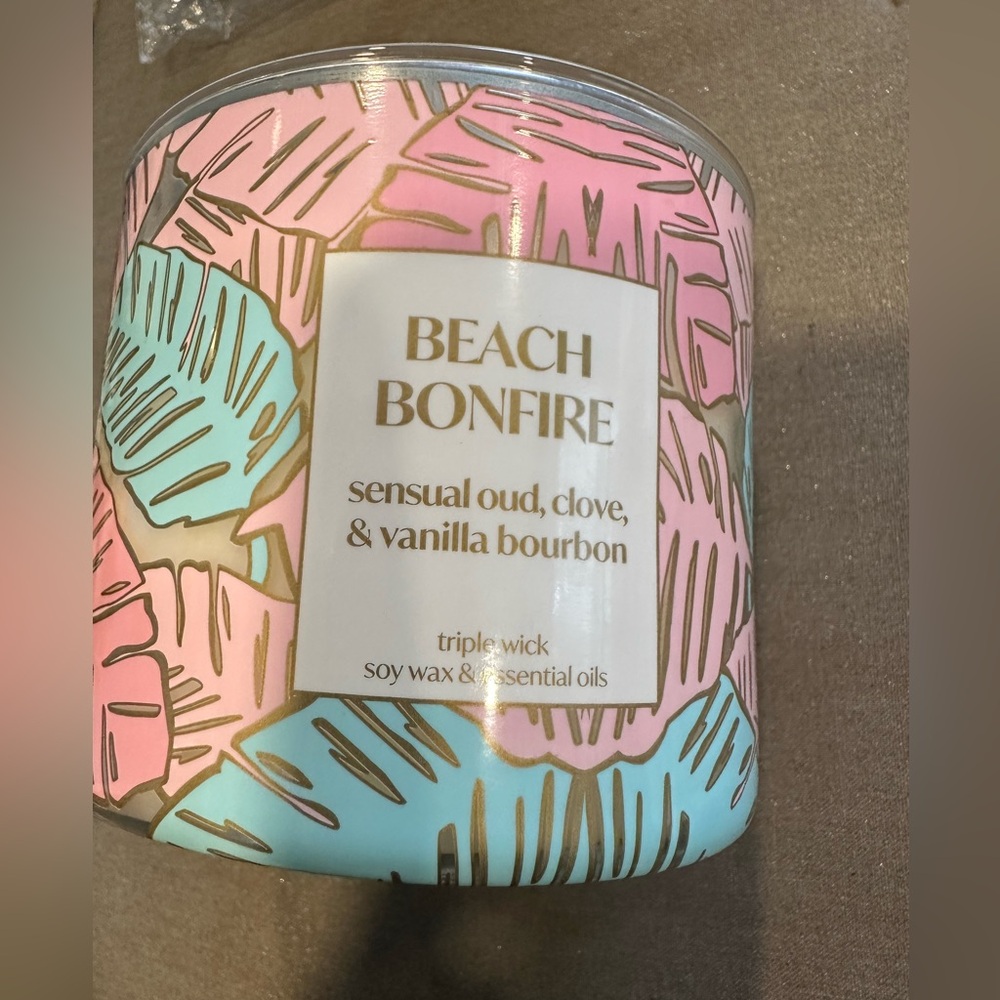 BEACH
BONFIRE
sensual oud, clove,
& vanilla bourbon
triple wick
soy wax & essential oils